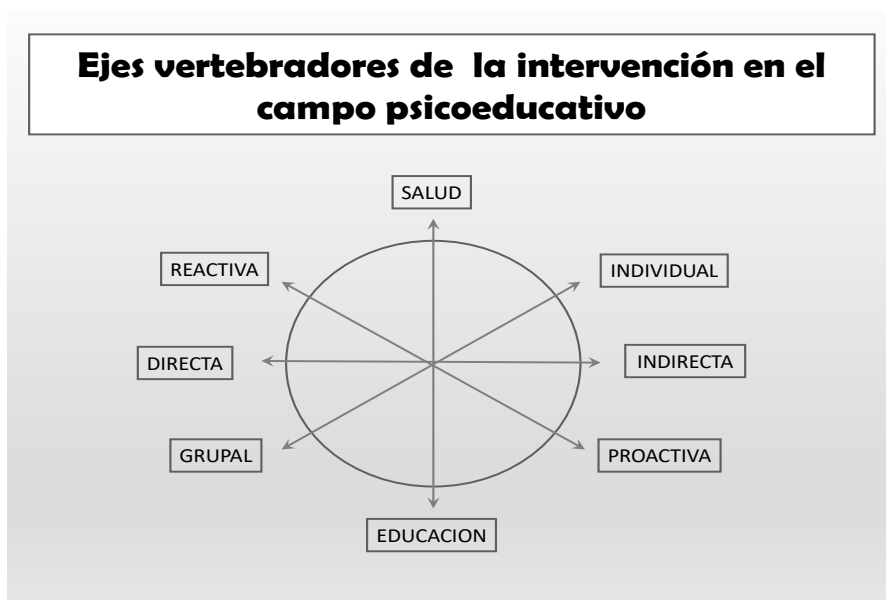 Ejes vertebradores de la intervención en el
campo psicoeducativo
SALUD
REACTIVA
INDIVIDUAL
DIRECTA
INDIRECTA
GRUPAL
PROACTIVA
EDUCACION